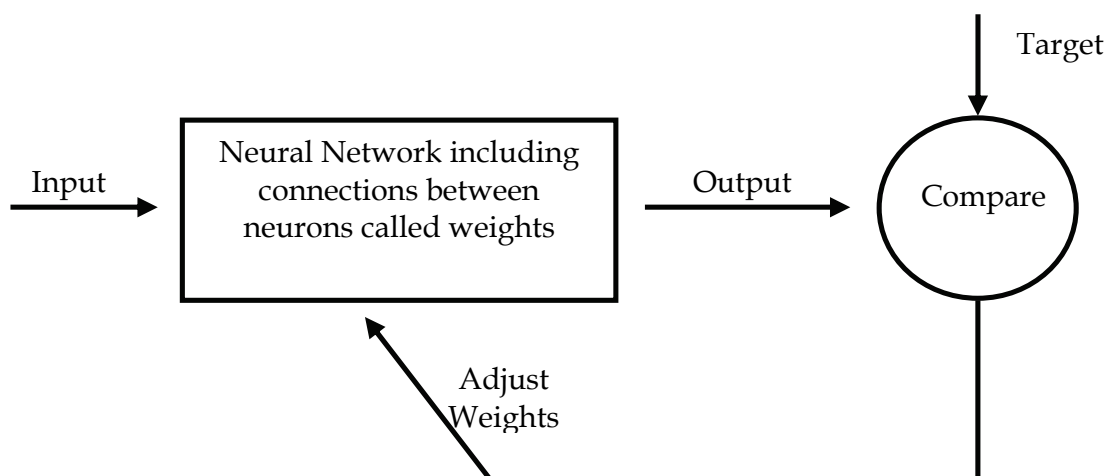 Target
Neural Network including
connections between
neurons called weights
Input
Output
Compare
Adjust
Weights